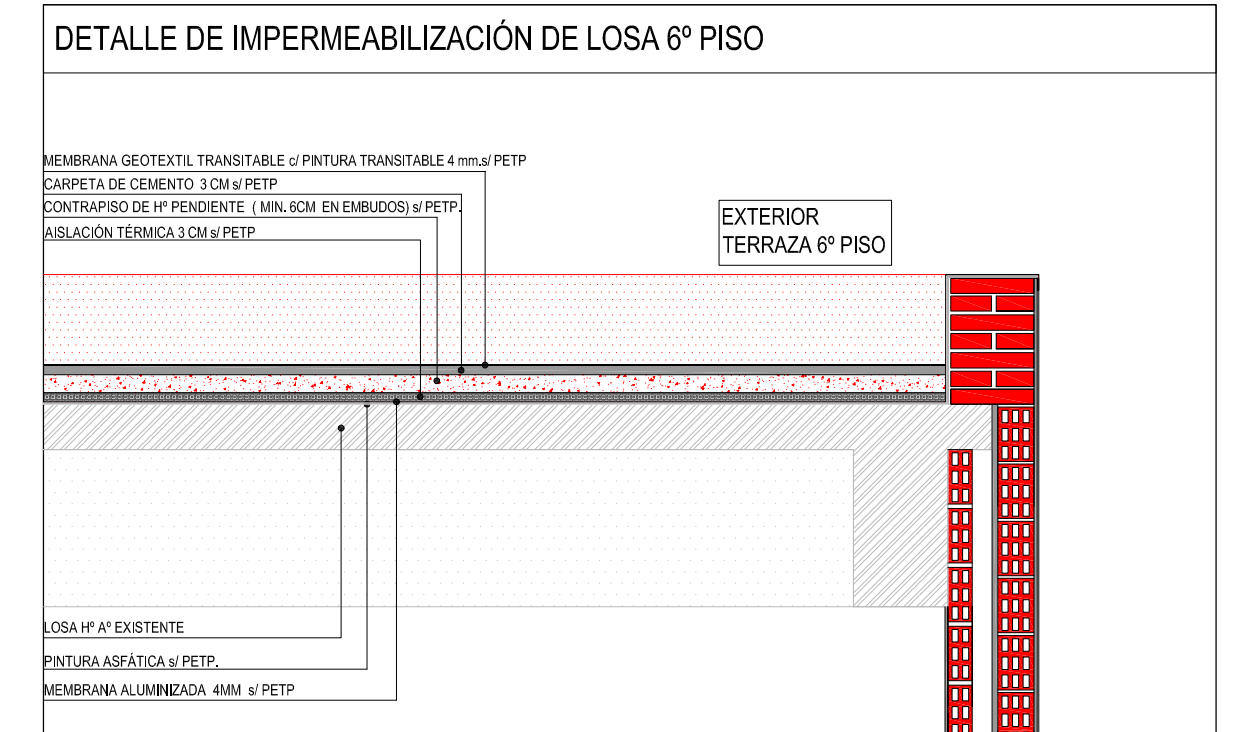 DETALLE DE IMPERMEABILIZACIÓN DE LOSA 6º PISO
MEMBRANA GEOTEXTIL TRANSITABLE c/ PINTURA TRANSITABLE 4 mm.s/ PETP
CARPETA DE CEMENTO 3 CM s/ PETP
CONTRAPISO DE Hº PENDIENTE ( MIN. 6CM EN EMBUDOS) s/ PETP.
AISLACIÓN TÉRMICA 3 CM s/ PETP
EXTERIOR
TERRAZA 6º PISO
LOSA Hº Aº EXISTENTE
PINTURA ASFÁTICA s/ PETP.
MEMBRANA ALUMINIZADA 4MM s/ PETP